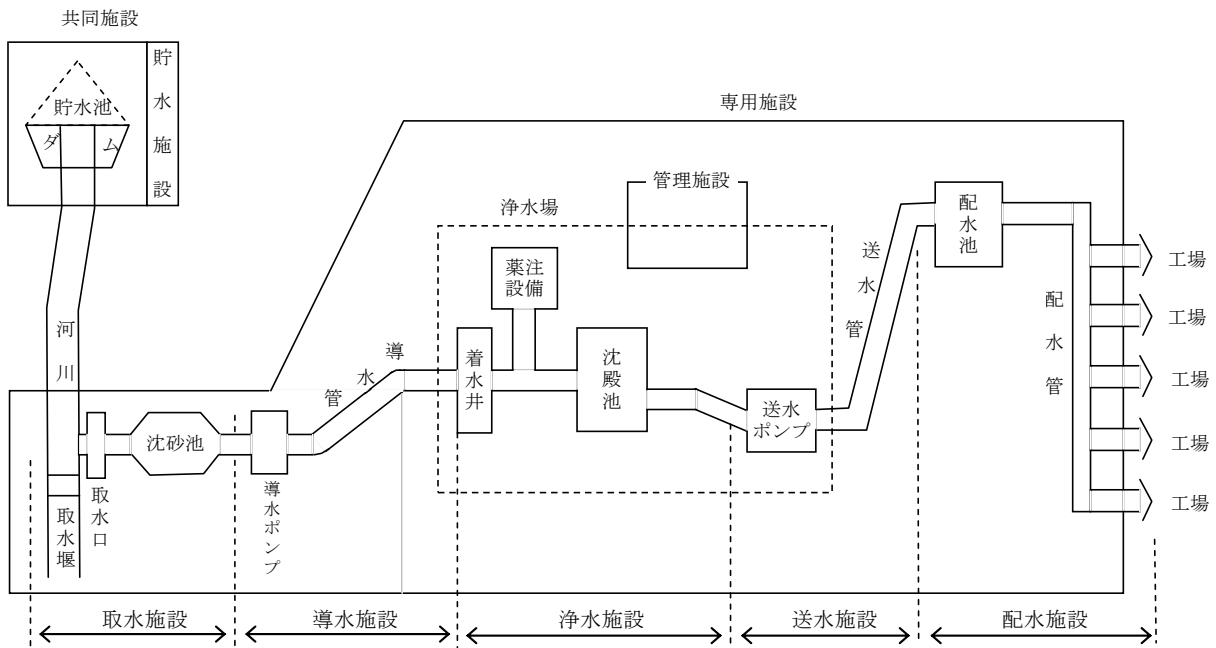 共同施設
貯水施設
貯水池
ダム
河川
取水堰
取水口
沈砂池
導水ポンプ
導水管
専用施設
浄水場
管理施設
薬注
設備
着水井
沈殿池
送水
ポンプ
送水管
配水池
配水管
工場
工場
工場
工場
工場
取水施設
導水施設
浄水施設
送水施設
配水施設